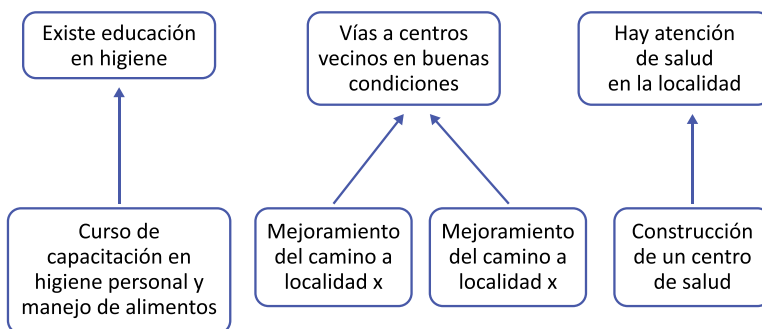 Existe educación
en higiene
Vías a centros
vecinos en buenas
condiciones
Hay atención
de salud
en la localidad
Curso de
capacitación en
higiene personal y
manejo de alimentos
Mejoramiento
del camino a
localidad x
Mejoramiento
del camino a
localidad x
Construcción
de un centro
de salud